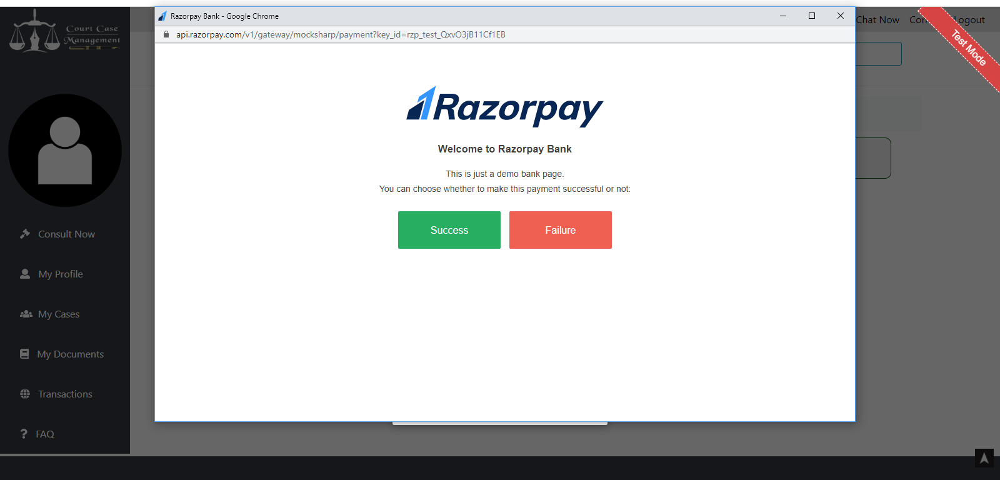 Razorpay Bank - Google Chrome
api.razorpay.com/v1/gateway/mocksharp/payment?key_id=rzp_test_QxvO3jB11Cf1EB
Court Case
Management
Chat Now
Logout
Test Mode
Razorpay
Welcome to Razorpay Bank
This is just a demo bank page.
You can choose whether to make this payment successful or not:
Success Failure
Consult Now
My Profile
My Cases
My Documents
Transactions
FAQ